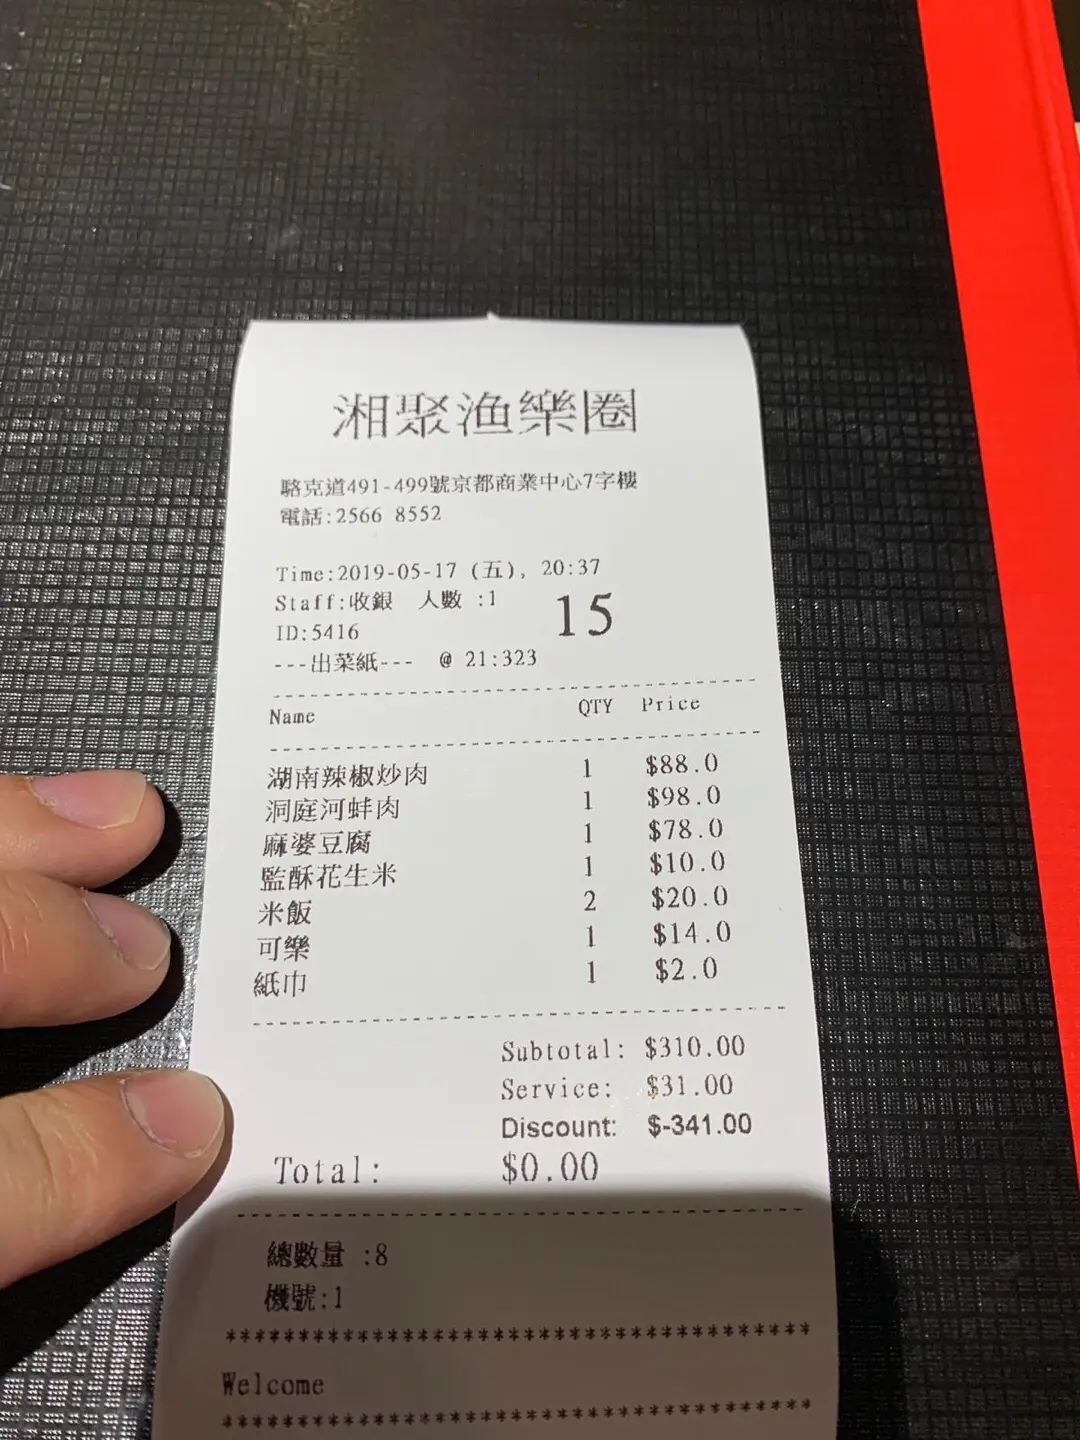 湘聚渔樂圈
駱克道491-499號京都商業中心7字樓
電話:2566 8552
Time:2019-05-17 (五), 20:37
Staff:收銀 人數 :1
15
ID:5416
---出菜紙--- @ 21:323
Name QTY Price
湖南辣椒炒肉 1 $88.0
洞庭河蚌肉 1 $98.0
麻婆豆腐 1 $78.0
監酥花生米 1 $10.0
米飯 2 $20.0
可樂 1 $14.0
紙巾 1 $2.0
Subtotal: $310.00
Service: $31.00
Discount: $-341.00
Total: $0.00
總數量 :8
機號:1
************************************
Welcome
************************************